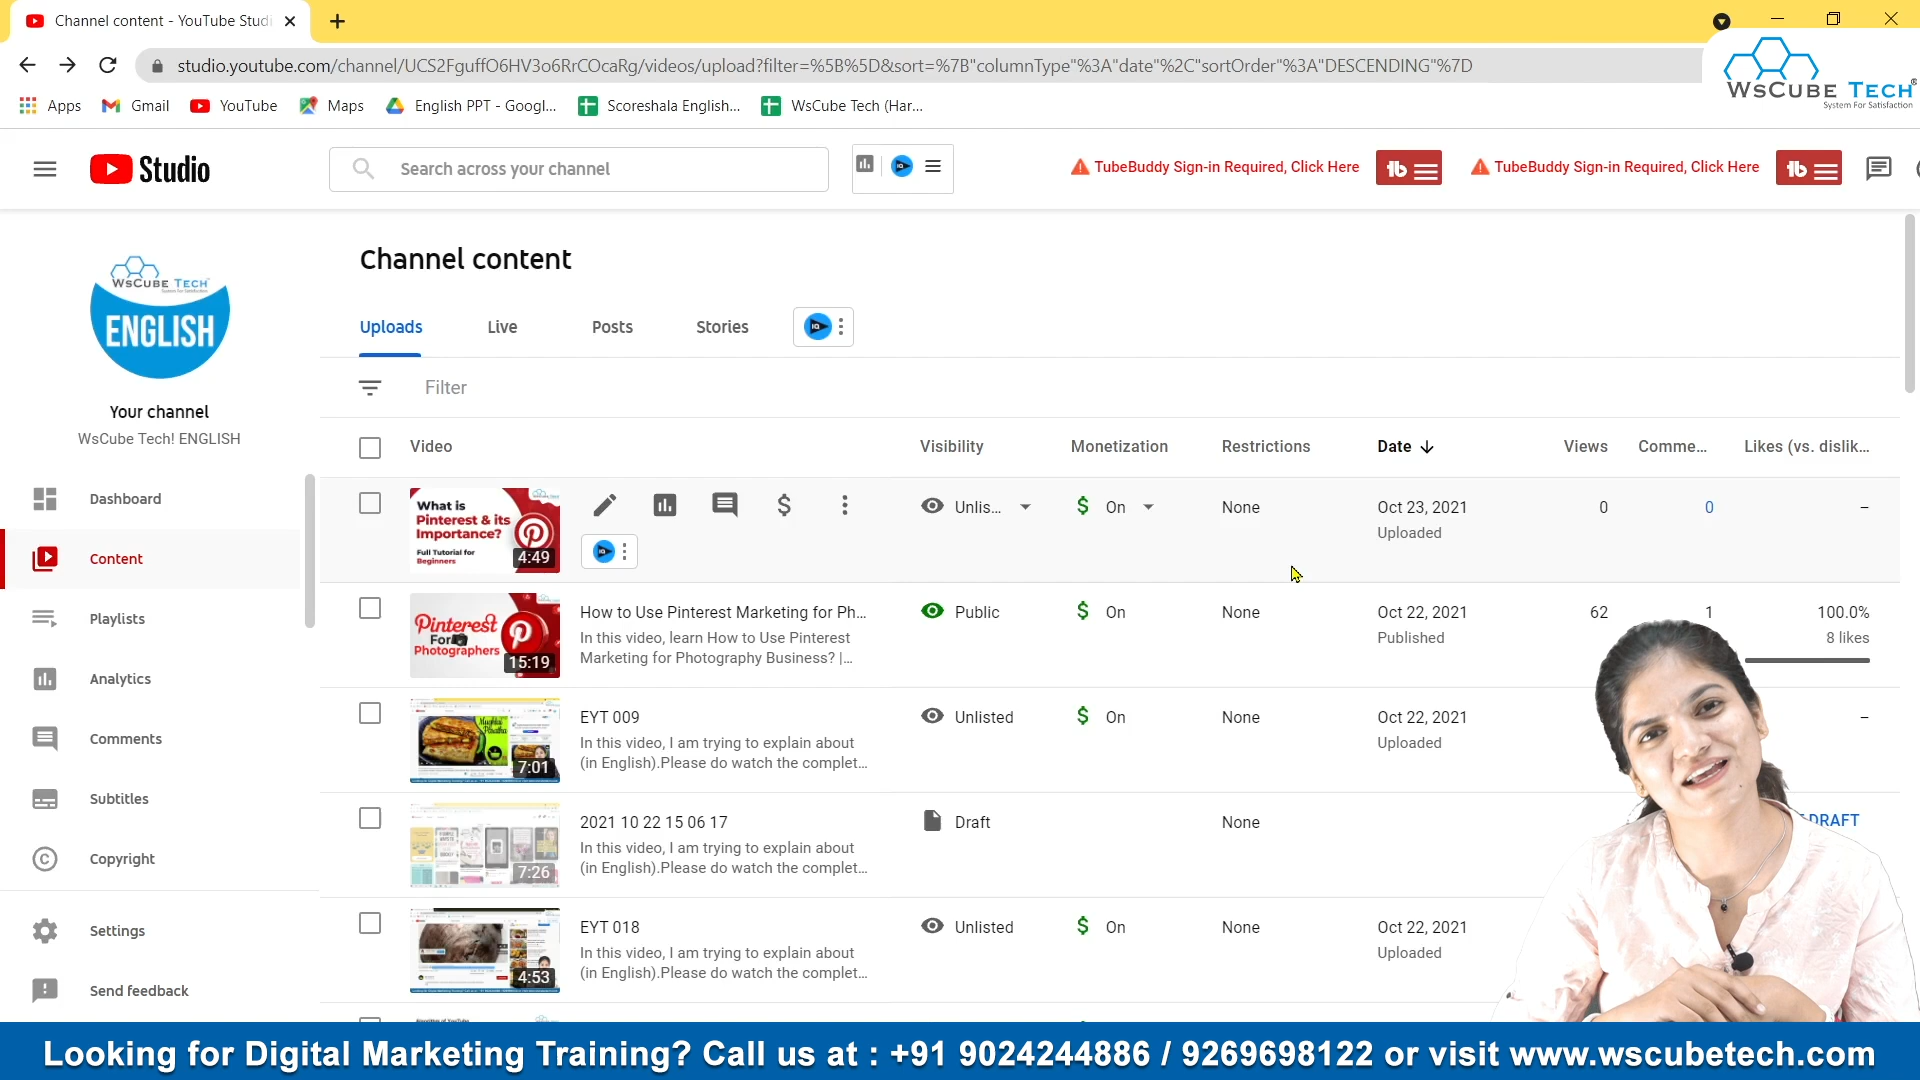 Channel content - YouTube Studi
studio.youtube.com/channel/UCS2FguffO6HV3o6RrCOcaRg/videos/upload?filter=%5B%5D&sort=%7B"columnType"%3A"date"%2C"sortOrder"%3A"DESCENDING"%7D
WSCUBE TECH
System For Satisfaction
Apps Gmail YouTube Maps English PPT - Googl... Scoreshala English... WsCube Tech (Har...
Studio
Search across your channel
TubeBuddy Sign-in Required, Click Here
tb
TubeBuddy Sign-in Required, Click Here
tb
WSCUBE TECH
ENGLISH
Your channel
WsCube Tech! ENGLISH
Dashboard
Content
Playlists
Analytics
Comments
Subtitles
Copyright
Settings
Send feedback
Channel content
Uploads Live Posts Stories IQ
Filter
Video Visibility Monetization Restrictions Date Views Comme... Likes (vs. dislik...
What is
Pinterest & its
Importance?
Full Tutorial for
Beginners
4:49
Unlis... $ On None Oct 23, 2021 0 0 –
Uploaded
Pinterest
For
Photographers
15:19
How to Use Pinterest Marketing for Ph... Public $ On None Oct 22, 2021 62 1 100.0%
In this video, learn How to Use Pinterest Published 8 likes
Marketing for Photography Business? |...
7:01
EYT 009 Unlisted $ On None Oct 22, 2021 –
In this video, I am trying to explain about Uploaded
(in English).Please do watch the complet...
7:26
2021 10 22 15 06 17 Draft None DRAFT
In this video, I am trying to explain about
(in English).Please do watch the complet...
4:53
EYT 018 Unlisted $ On None Oct 22, 2021
In this video, I am trying to explain about Uploaded
(in English).Please do watch the complet...
Looking for Digital Marketing Training? Call us at : +91 9024244886 / 9269698122 or visit www.wscubetech.com